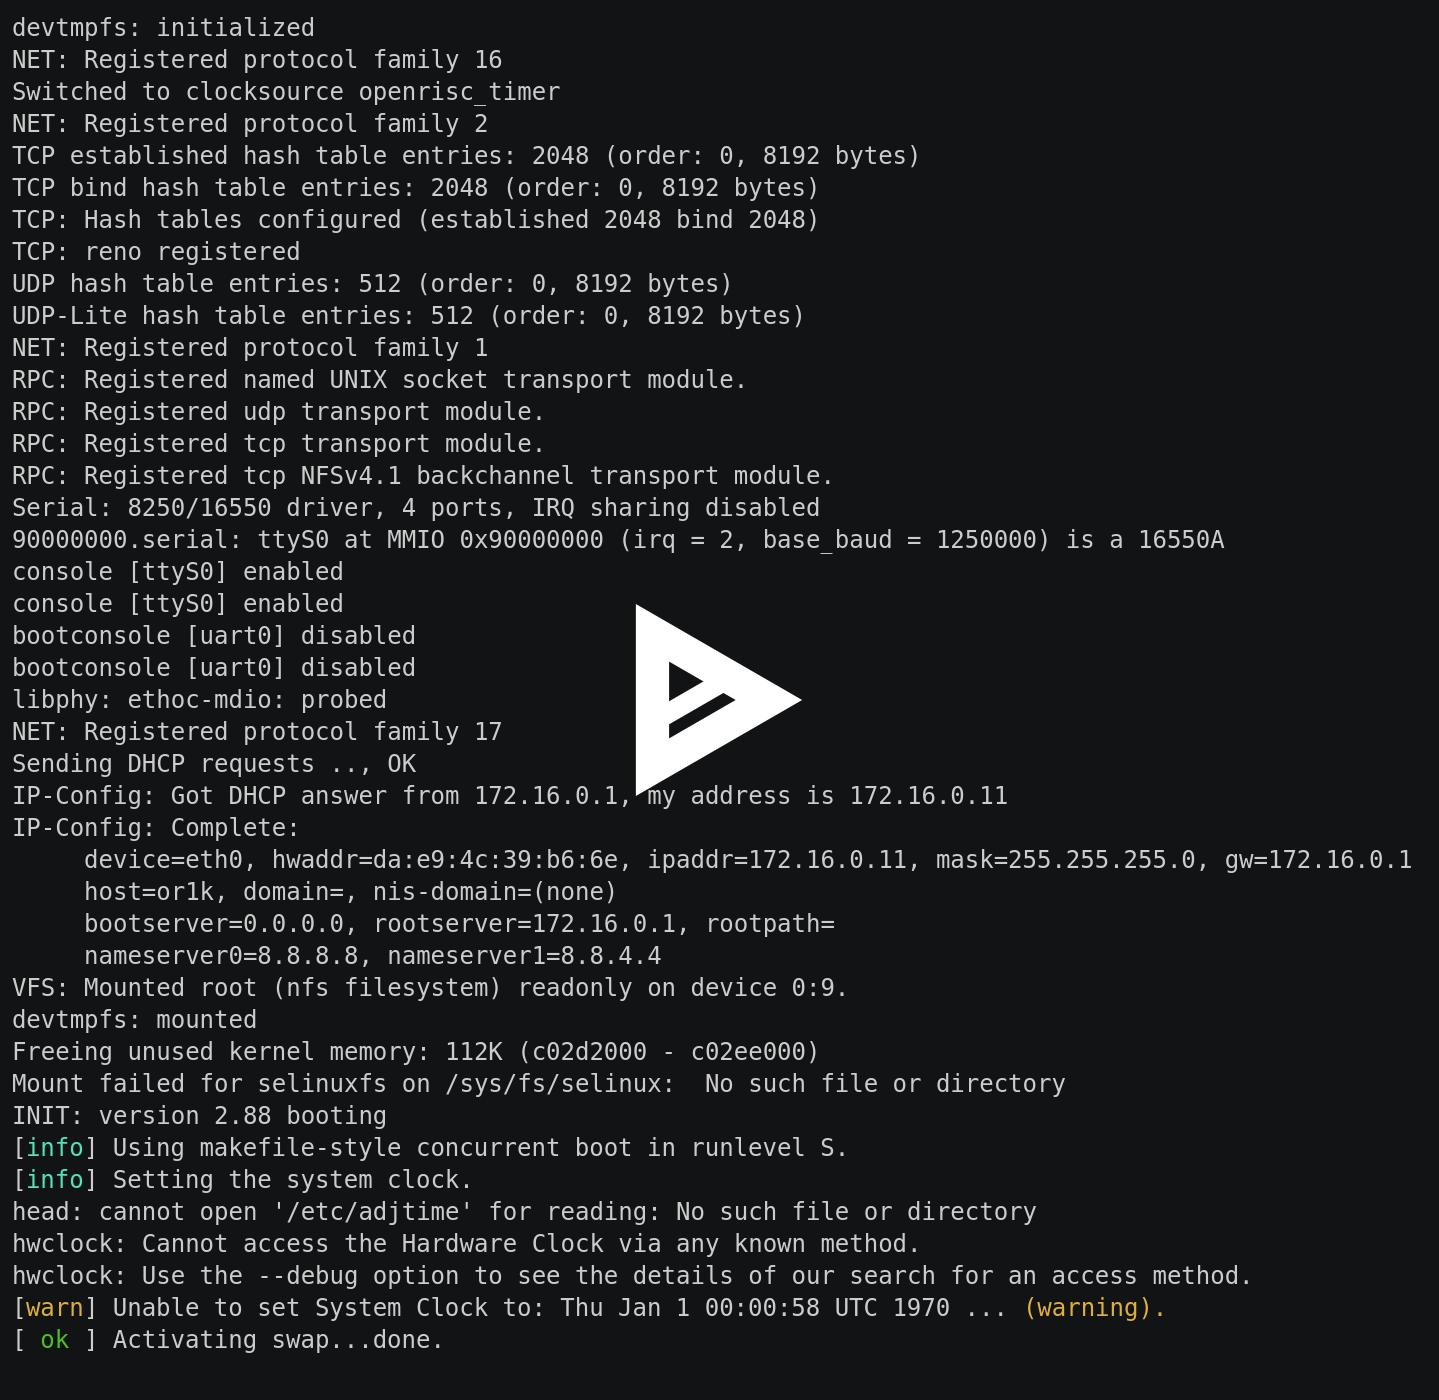 devtmpfs: initialized
NET: Registered protocol family 16
Switched to clocksource openrisc_timer
NET: Registered protocol family 2
TCP established hash table entries: 2048 (order: 0, 8192 bytes)
TCP bind hash table entries: 2048 (order: 0, 8192 bytes)
TCP: Hash tables configured (established 2048 bind 2048)
TCP: reno registered
UDP hash table entries: 512 (order: 0, 8192 bytes)
UDP-Lite hash table entries: 512 (order: 0, 8192 bytes)
NET: Registered protocol family 1
RPC: Registered named UNIX socket transport module.
RPC: Registered udp transport module.
RPC: Registered tcp transport module.
RPC: Registered tcp NFSv4.1 backchannel transport module.
Serial: 8250/16550 driver, 4 ports, IRQ sharing disabled
90000000.serial: ttyS0 at MMIO 0x90000000 (irq = 2, base_baud = 1250000) is a 16550A
console [ttyS0] enabled
console [ttyS0] enabled
bootconsole [uart0] disabled
bootconsole [uart0] disabled
libphy: ethoc-mdio: probed
NET: Registered protocol family 17
Sending DHCP requests .., OK
IP-Config: Got DHCP answer from 172.16.0.1, my address is 172.16.0.11
IP-Config: Complete:
     device=eth0, hwaddr=da:e9:4c:39:b6:6e, ipaddr=172.16.0.11, mask=255.255.255.0, gw=172.16.0.1
     host=or1k, domain=, nis-domain=(none)
     bootserver=0.0.0.0, rootserver=172.16.0.1, rootpath=
     nameserver0=8.8.8.8, nameserver1=8.8.4.4
VFS: Mounted root (nfs filesystem) readonly on device 0:9.
devtmpfs: mounted
Freeing unused kernel memory: 112K (c02d2000 - c02ee000)
Mount failed for selinuxfs on /sys/fs/selinux:  No such file or directory
INIT: version 2.88 booting
[info] Using makefile-style concurrent boot in runlevel S.
[info] Setting the system clock.
head: cannot open '/etc/adjtime' for reading: No such file or directory
hwclock: Cannot access the Hardware Clock via any known method.
hwclock: Use the --debug option to see the details of our search for an access method.
[warn] Unable to set System Clock to: Thu Jan 1 00:00:58 UTC 1970 ... (warning).
[ ok ] Activating swap...done.